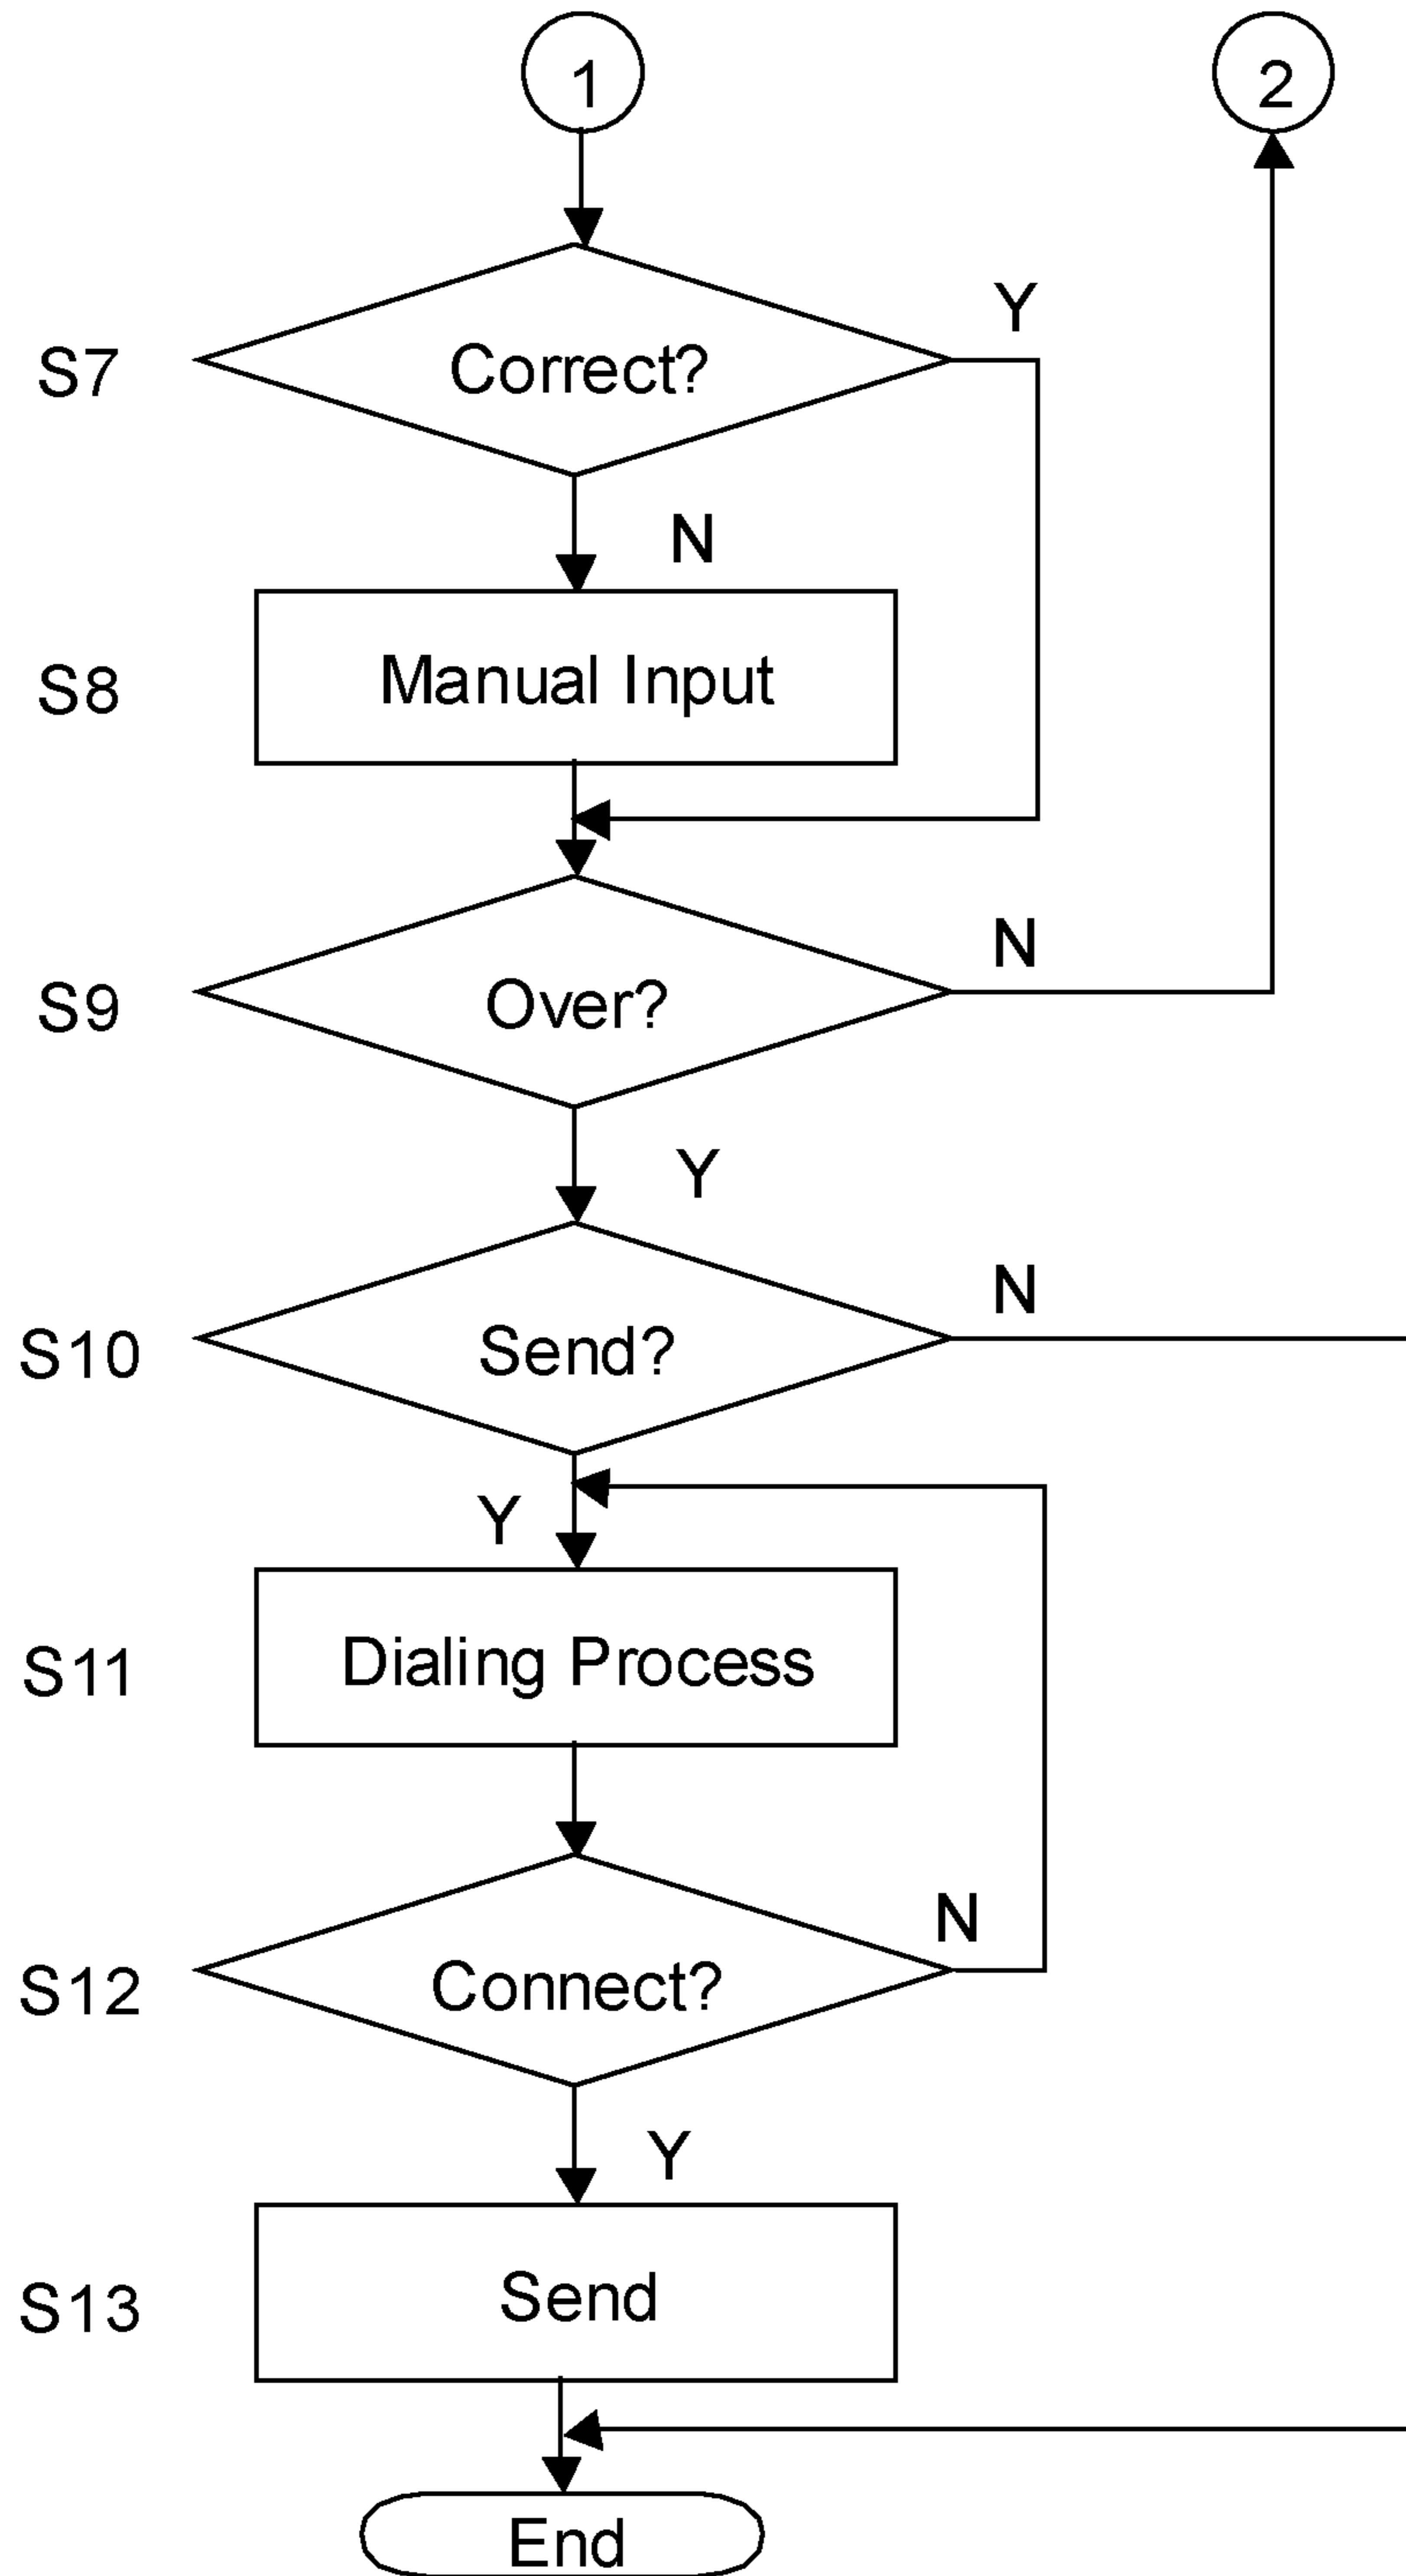 1
2
Y
S7
Correct?
N
S8
Manual Input
N
S9
Over?
Y
N
S10
Send?
Y
S11
Dialing Process
N
S12
Connect?
Y
S13
Send
End